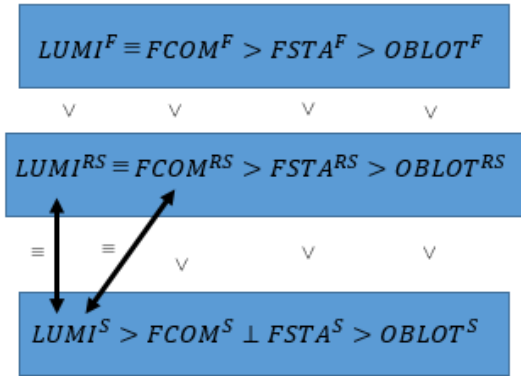 LUMI^F ≡ FCOM^F > FSTA^F > OBLOT^F
∨ ∨ ∨ ∨
LUMI^RS ≡ FCOM^RS > FSTA^RS > OBLOT^RS
≡ ≡ ∨ ∨ ∨
LUMI^S > FCOM^S ⊥ FSTA^S > OBLOT^S